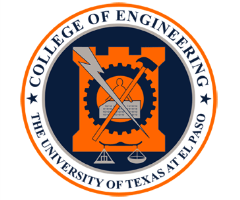 COLLEGE OF ENGINEERING
THE UNIVERSITY OF TEXAS AT EL PASO